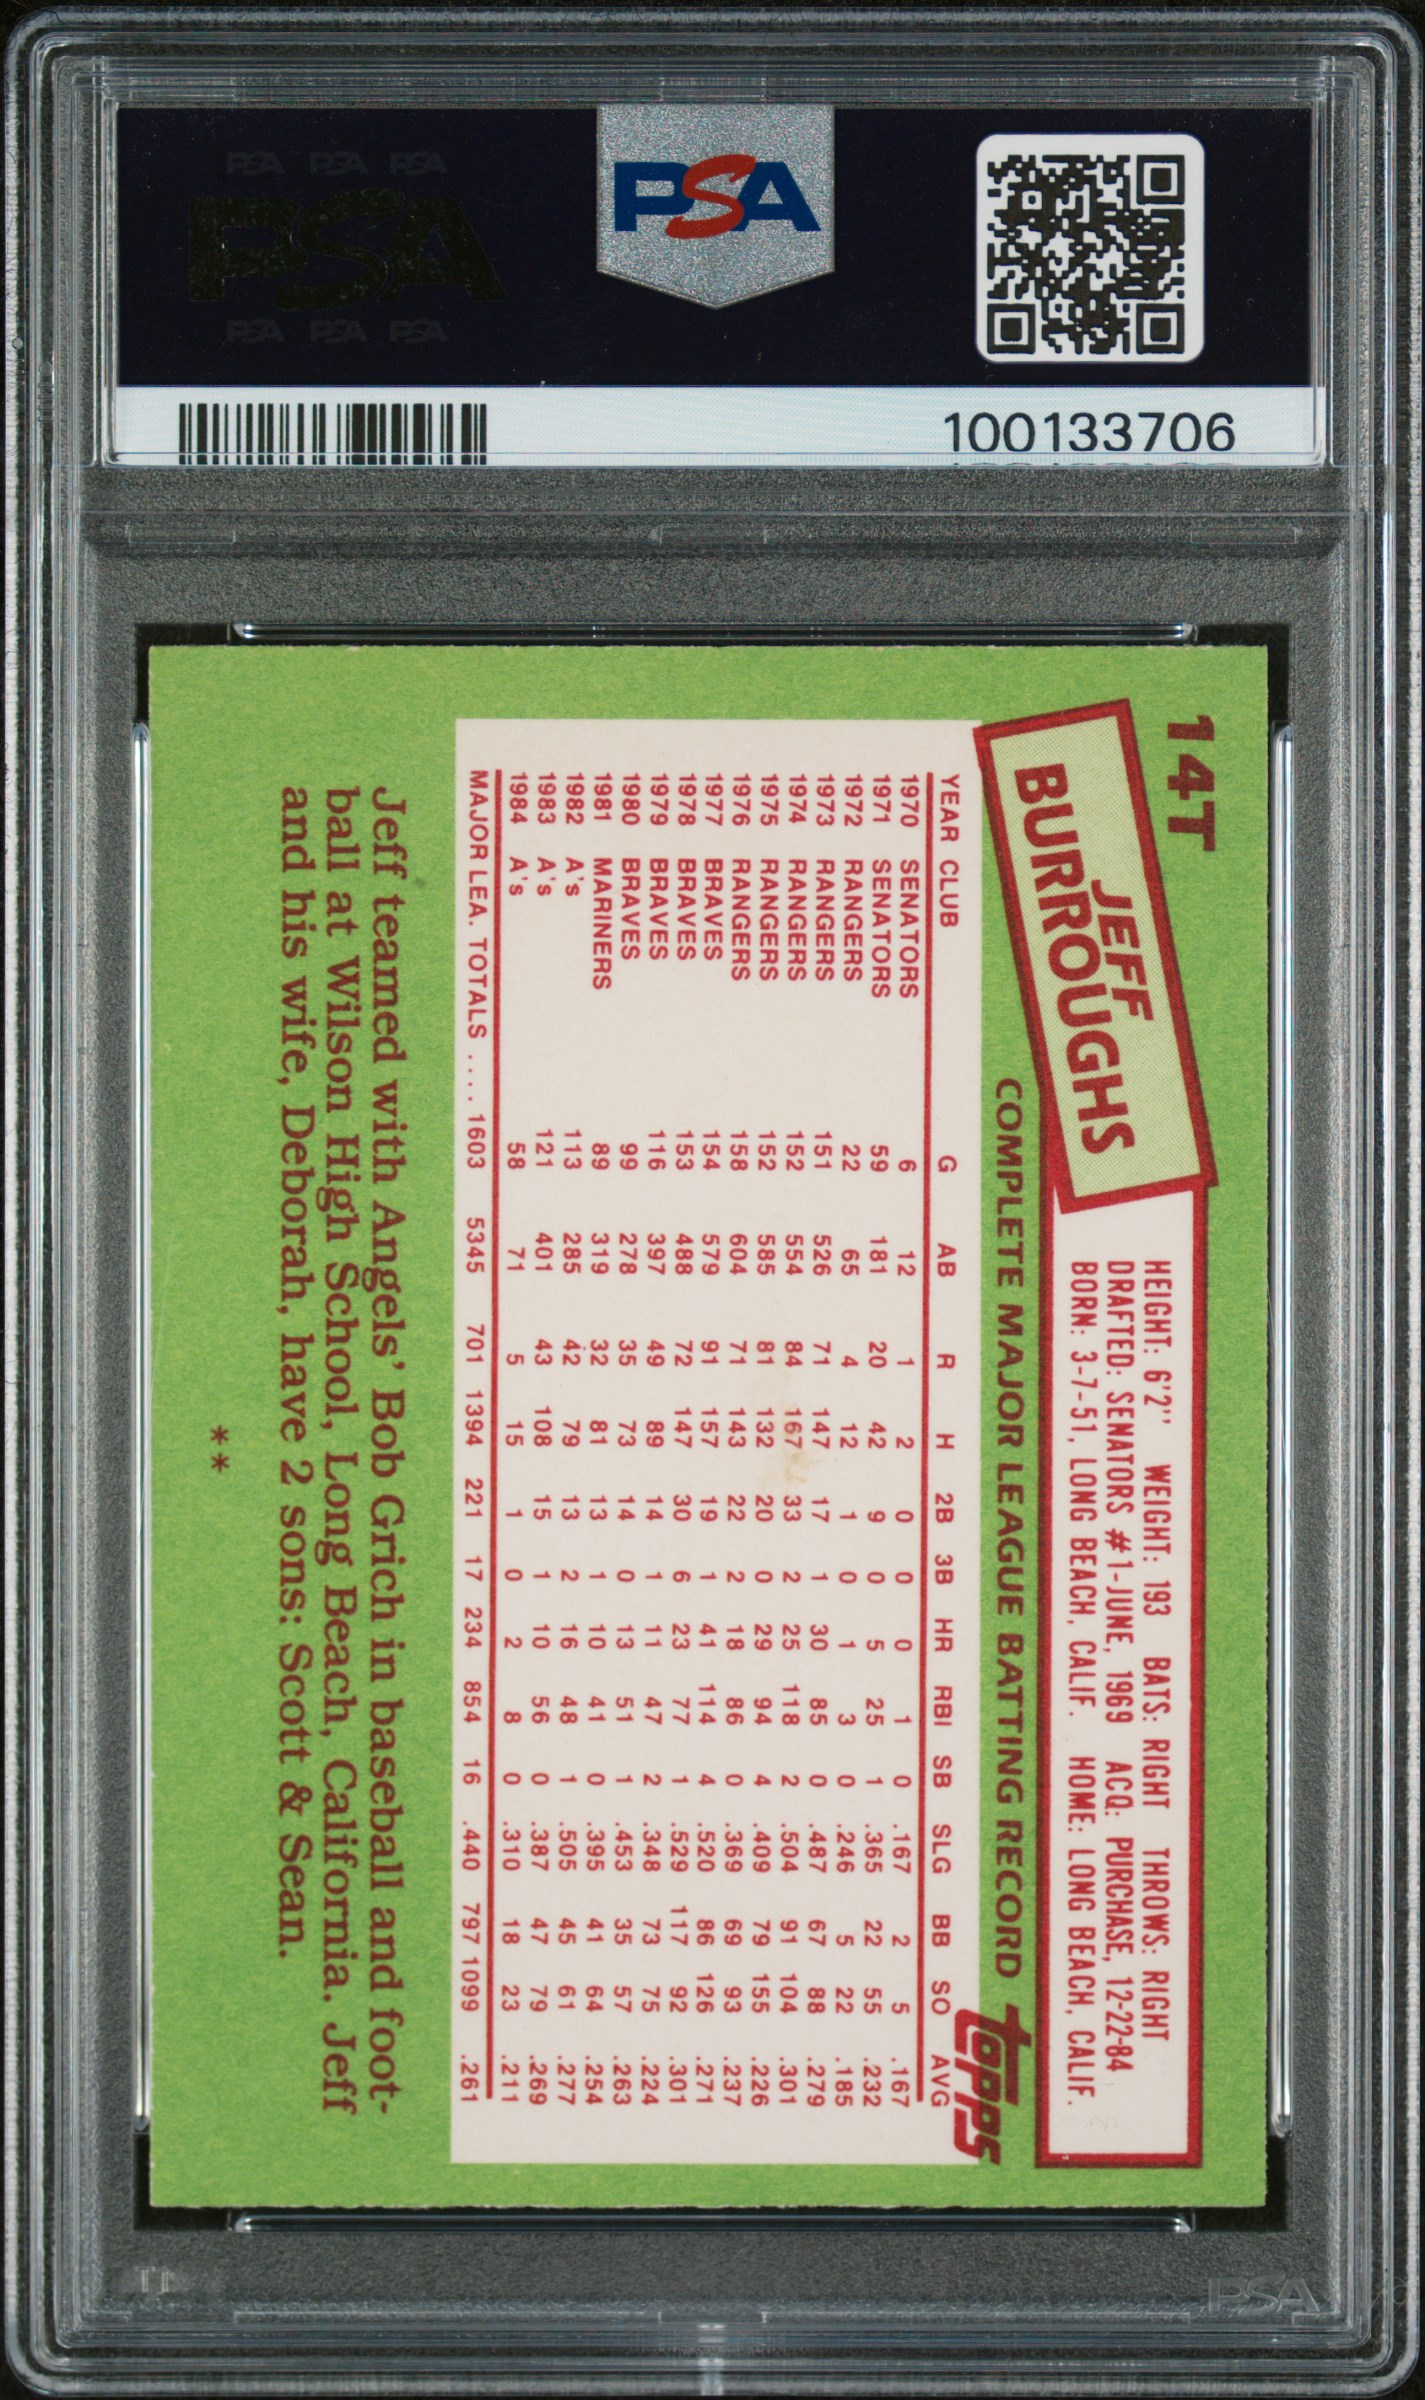 PSA PSA PSA
PSA
PSA PSA PSA
PSA
100133706
14T
JEFF
BURROUGHS
HEIGHT: 6'2" WEIGHT: 193 BATS: RIGHT THROWS: RIGHT
DRAFTED: SENATORS #1-JUNE, 1969 ACQ: PURCHASE, 12-22-84
BORN: 3-7-51, LONG BEACH, CALIF. HOME: LONG BEACH, CALIF.
COMPLETE MAJOR LEAGUE BATTING RECORD
topps
YEAR CLUB G AB R H 2B 3B HR RBI SB SLG BB SO AVG
1970 SENATORS 6 12 1 2 0 0 0 1 0 .167 2 5 .167
1971 SENATORS 59 181 20 42 9 0 5 25 1 .365 22 55 .232
1972 RANGERS 22 65 4 12 1 0 1 3 0 .246 5 22 .185
1973 RANGERS 151 526 71 147 17 1 30 85 0 .487 67 88 .279
1974 RANGERS 152 554 84 167 33 2 25 118 2 .504 91 104 .301
1975 RANGERS 152 585 81 132 20 0 29 94 4 .409 79 155 .226
1976 RANGERS 158 604 71 143 22 2 18 86 0 .369 69 93 .237
1977 BRAVES 154 579 91 157 19 1 41 114 4 .520 86 126 .271
1978 BRAVES 153 488 72 147 30 6 23 77 1 .529 117 92 .301
1979 BRAVES 116 397 49 89 14 1 11 47 2 .348 73 75 .224
1980 BRAVES 99 278 35 73 14 0 13 51 1 .453 35 57 .263
1981 MARINERS 89 319 32 81 13 1 10 41 0 .395 41 64 .254
1982 A's 113 285 42 79 13 2 16 48 1 .505 45 61 .277
1983 A's 121 401 43 108 15 1 10 56 0 .387 47 79 .269
1984 A's 58 71 5 15 1 0 2 8 0 .310 18 23 .211
MAJOR LEA. TOTALS .... 1603 5345 701 1394 221 17 234 854 16 .440 797 1099 .261
Jeff teamed with Angels' Bob Grich in baseball and foot-
ball at Wilson High School, Long Beach, California. Jeff
and his wife, Deborah, have 2 sons: Scott & Sean.
**
PSA